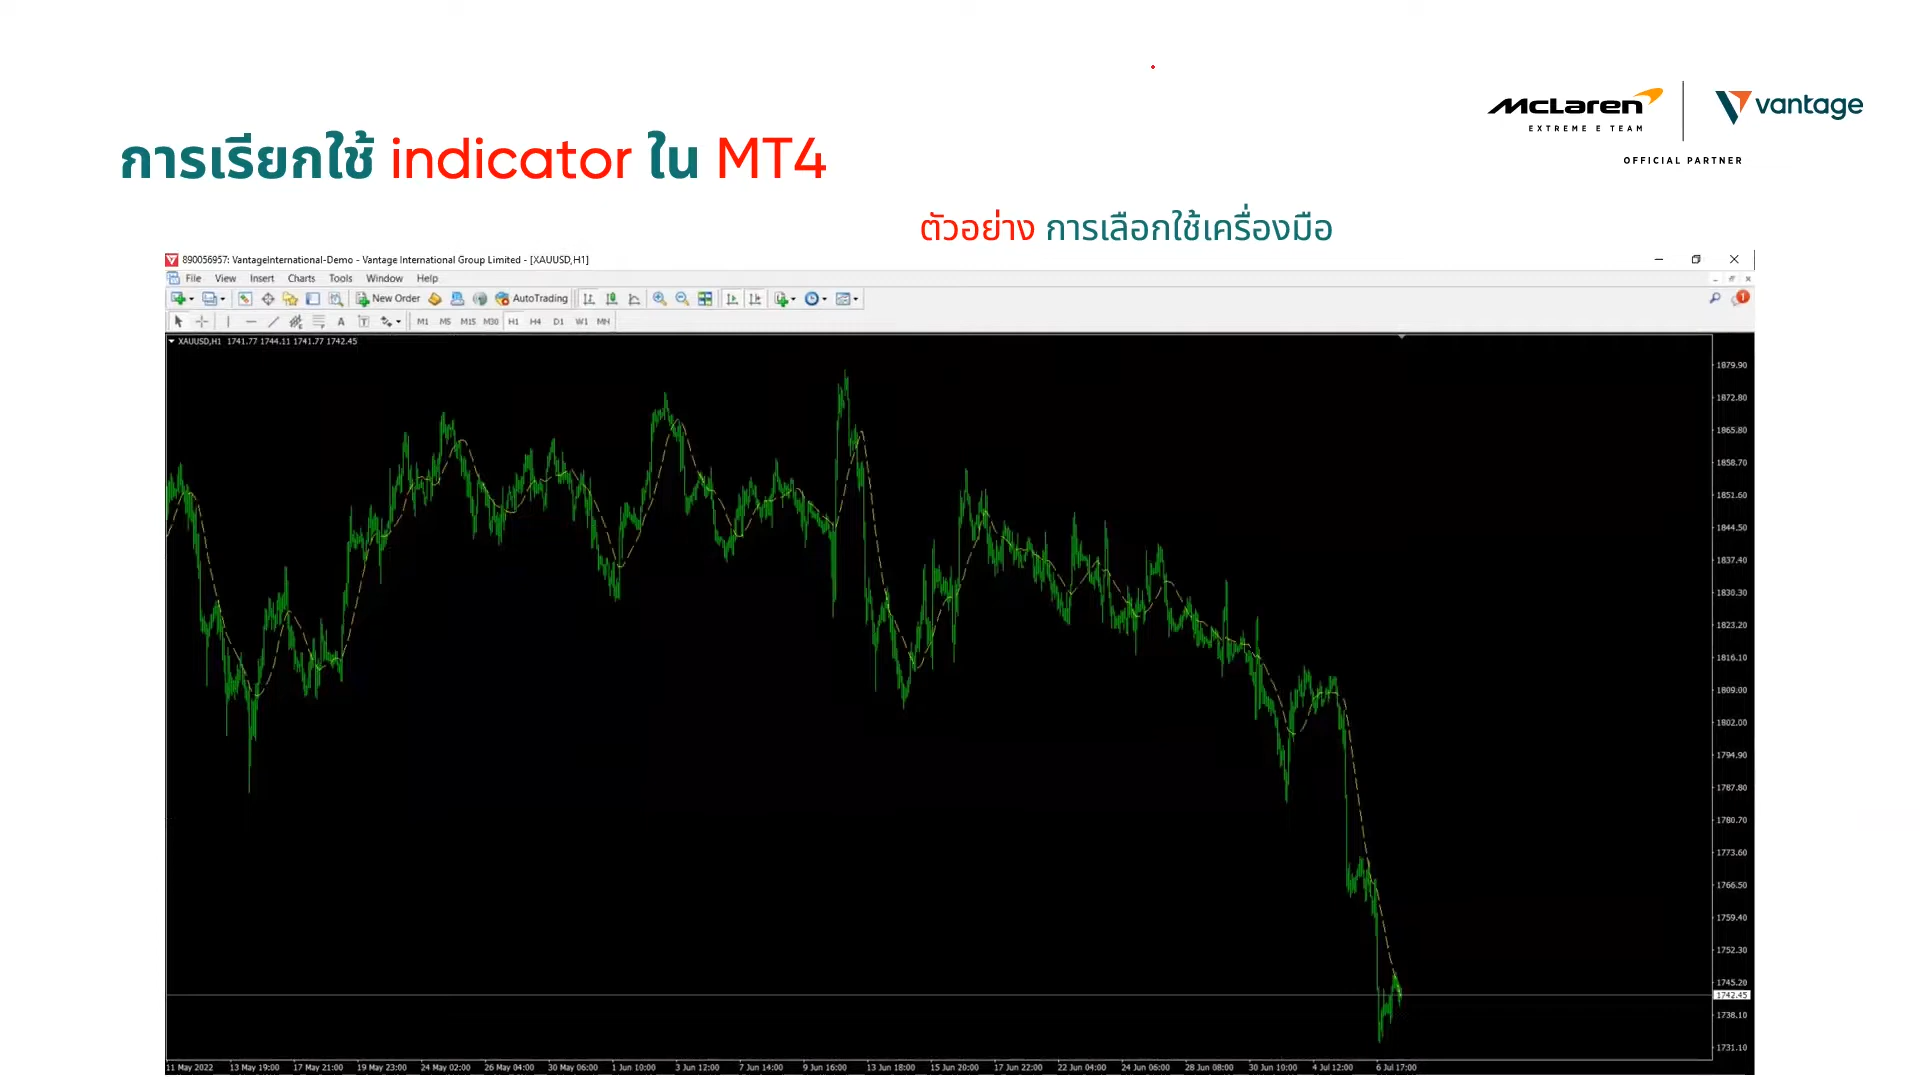 McLaren
EXTREME E TEAM
vantage
OFFICIAL PARTNER
การเรียกใช้ indicator ใน MT4
ตัวอย่าง การเลือกใช้เครื่องมือ
890056957: VantageInternational-Demo - Vantage International Group Limited - [XAUUSD,H1]
File View Insert Charts Tools Window Help
New Order AutoTrading
1
A T M1 M5 M15 M30 H1 H4 D1 W1 MN
XAUUSD,H1 1741.77 1744.11 1741.77 1742.45
1879.90
1872.80
1865.80
1858.70
1851.60
1844.50
1837.40
1830.30
1823.20
1816.10
1809.00
1802.00
1794.90
1787.80
1780.70
1773.60
1766.50
1759.40
1752.30
1745.20
1742.45
1738.10
1731.10
11 May 2022 13 May 19:00 17 May 21:00 19 May 23:00 24 May 02:00 26 May 04:00 30 May 06:00 1 Jun 10:00 3 Jun 12:00 7 Jun 14:00 9 Jun 16:00 13 Jun 18:00 15 Jun 20:00 17 Jun 22:00 22 Jun 04:00 24 Jun 06:00 28 Jun 08:00 30 Jun 10:00 4 Jul 12:00 6 Jul 17:00